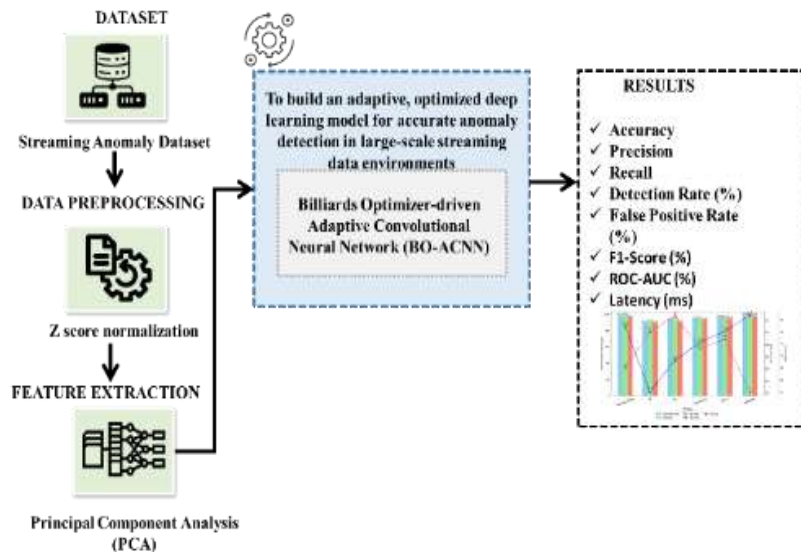 DATASET
Streaming Anomaly Dataset
DATA PREPROCESSING
Z score normalization
FEATURE EXTRACTION
Principal Component Analysis
(PCA)
To build an adaptive, optimized deep
learning model for accurate anomaly
detection in large-scale streaming
data environments
Billiards Optimizer-driven
Adaptive Convolutional
Neural Network (BO-ACNN)
RESULTS
✓ Accuracy
✓ Precision
✓ Recall
✓ Detection Rate (%)
✓ False Positive Rate
(%)
✓ F1-Score (%)
✓ ROC-AUC (%)
✓ Latency (ms)